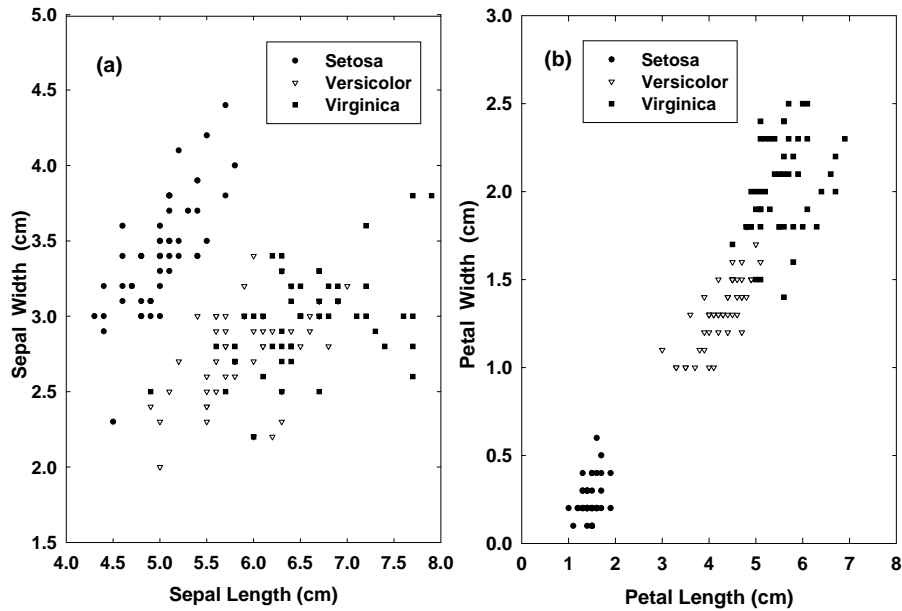 (a)
Setosa
Versicolor
Virginica
5.0
4.5
4.0
3.5
3.0
2.5
2.0
1.5
Sepal Width (cm)
4.0 4.5 5.0 5.5 6.0 6.5 7.0 7.5 8.0
Sepal Length (cm)
(b)
Setosa
Versicolor
Virginica
3.0
2.5
2.0
1.5
1.0
0.5
0.0
Petal Width (cm)
0 1 2 3 4 5 6 7 8
Petal Length (cm)